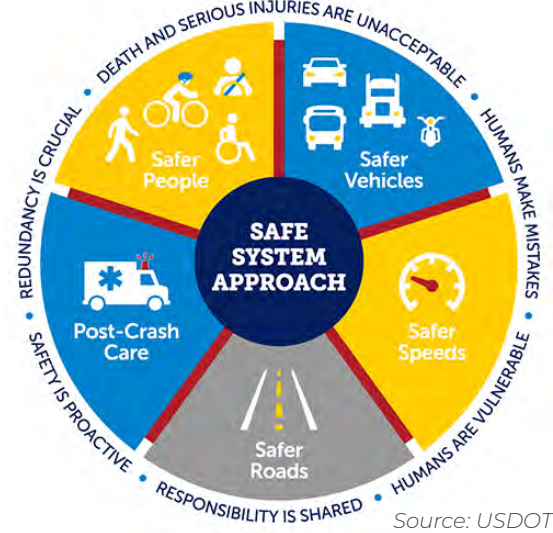 DEATH AND SERIOUS INJURIES ARE UNACCEPTABLE
HUMANS MAKE MISTAKES
HUMANS ARE VULNERABLE
RESPONSIBILITY IS SHARED
SAFETY IS PROACTIVE
REDUNDANCY IS CRUCIAL
Safer
People
Safer
Vehicles
SAFE
SYSTEM
APPROACH
Post-Crash
Care
Safer
Speeds
Safer
Roads
Source: USDOT